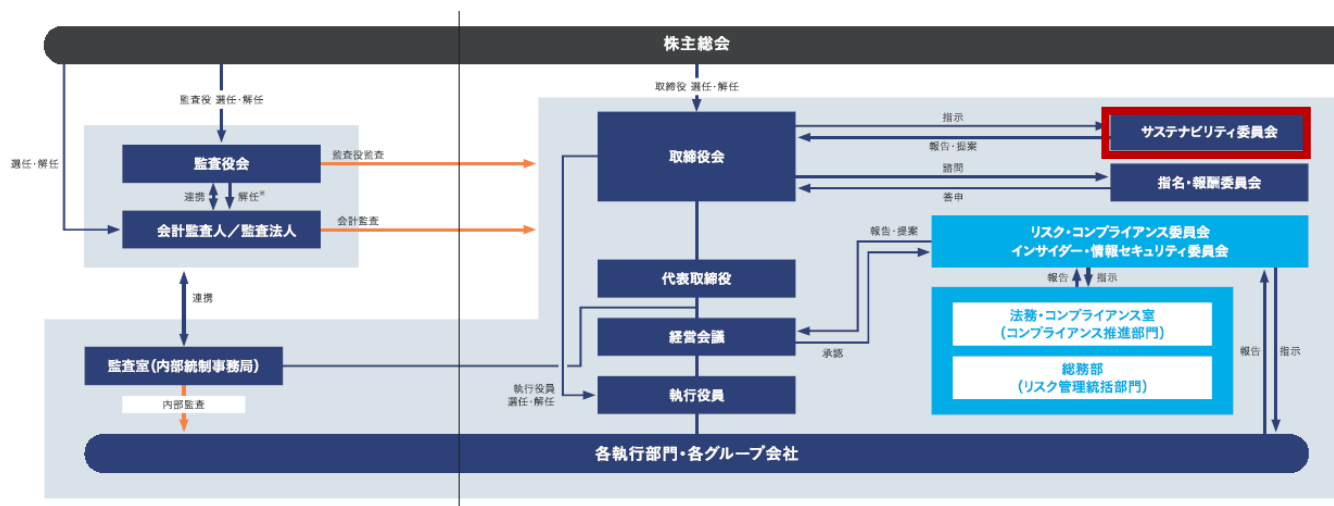 株主総会
監査役 選任・解任
取締役 選任・解任
選任・解任
監査役会
監査役監査
連携
解任※
会計監査人/監査法人
会計監査
連携
監査室(内部統制事務局)
内部監査
取締役会
指示
報告・提案
サステナビリティ委員会
諮問
答申
指名・報酬委員会
報告・提案
リスク・コンプライアンス委員会
インサイダー・情報セキュリティ委員会
代表取締役
報告
指示
経営会議
承認
法務・コンプライアンス室
(コンプライアンス推進部門)
総務部
(リスク管理統括部門)
報告
指示
執行役員
選任・解任
執行役員
各執行部門・各グループ会社